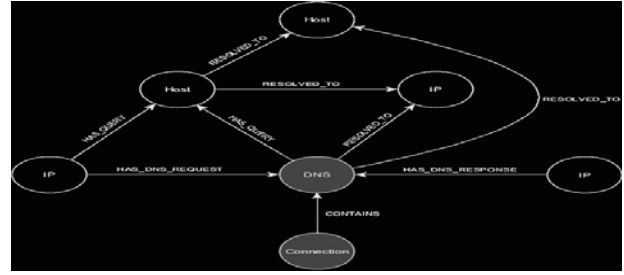 Host
RESOLVED_TO
Host
RESOLVED_TO
IP
RESOLVED_TO
HAS_QUERY
HAS_QUERY
RESOLVED_TO
IP
HAS_DNS_REQUEST
DNS
HAS_DNS_RESPONSE
IP
CONTAINS
Connection